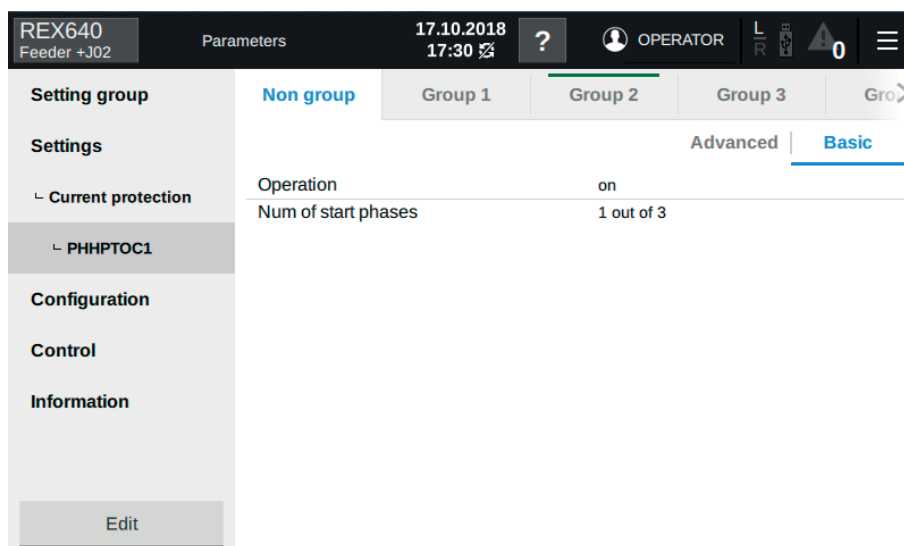 REX640
Feeder +J02
Parameters
17.10.2018
17:30
?
OPERATOR
L
R
0
Setting group
Settings
Current protection
PHHPTOC1
Configuration
Control
Information
Edit
Non group
Group 1
Group 2
Group 3
Gro
Advanced
Basic
Operation on
Num of start phases 1 out of 3